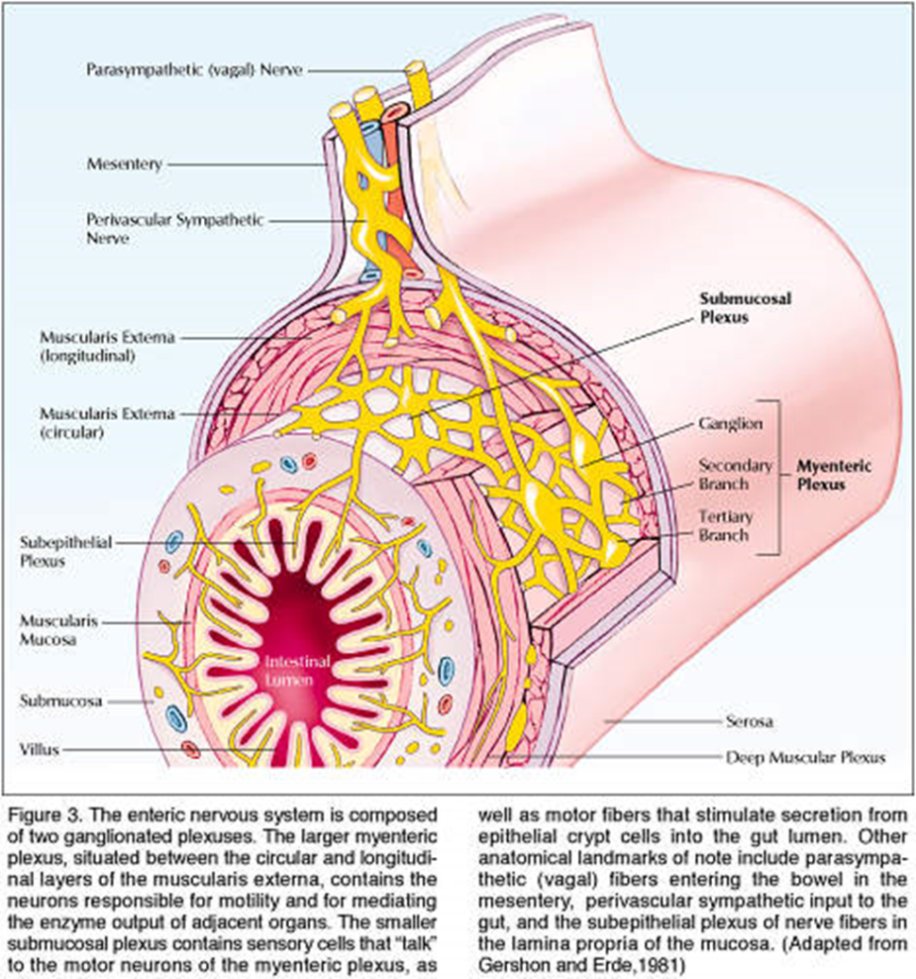 Parasympathetic (vagal) Nerve
Mesentery
Perivascular Sympathetic
Nerve
Submucosal
Plexus
Muscularis Externa
(longitudinal)
Muscularis Externa
(circular)
Ganglion
Secondary
Branch
Myenteric
Plexus
Tertiary
Branch
Subepithelial
Plexus
Muscularis
Mucosa
Intestinal
Lumen
Submucosa
Serosa
Villus
Deep Muscular Plexus
Figure 3. The enteric nervous system is composed
of two ganglionated plexuses. The larger myenteric
plexus, situated between the circular and longitudi-
nal layers of the muscularis externa, contains the
neurons responsible for motility and for mediating
the enzyme output of adjacent organs. The smaller
submucosal plexus contains sensory cells that “talk”
to the motor neurons of the myenteric plexus, as
well as motor fibers that stimulate secretion from
epithelial crypt cells into the gut lumen. Other
anatomical landmarks of note include parasympa-
thetic (vagal) fibers entering the bowel in the
mesentery, perivascular sympathetic input to the
gut, and the subepithelial plexus of nerve fibers in
the lamina propria of the mucosa. (Adapted from
Gershon and Erde,1981)